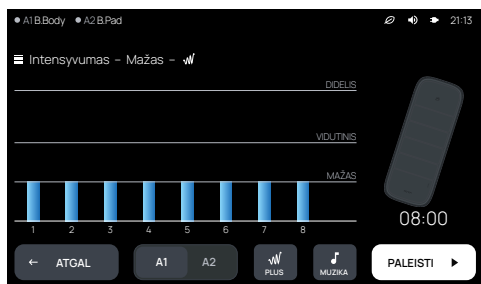 A1 B.Body A2 B.Pad 21:13
Intensyvumas – Mažas –
DIDELIS
VIDUTINIS
MAŽAS
1 2 3 4 5 6 7 8
08:00
← ATGAL A1 A2 PLUS MUZIKA PALEISTI